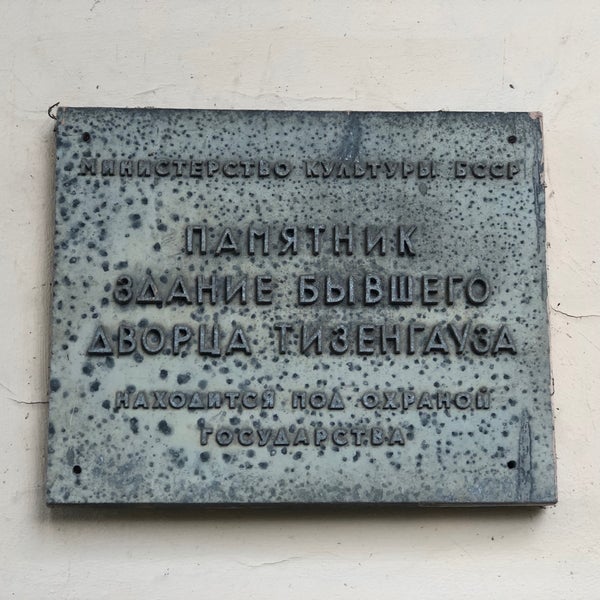 МИНИСТЕРСТВО КУЛЬТУРЫ БССР
ПАМЯТНИК
ЗДАНИЕ БЫВШЕГО
ДВОРЦА ТИЗЕНГАУЗА
НАХОДИТСЯ ПОД ОХРАНОЙ
ГОСУДАРСТВА